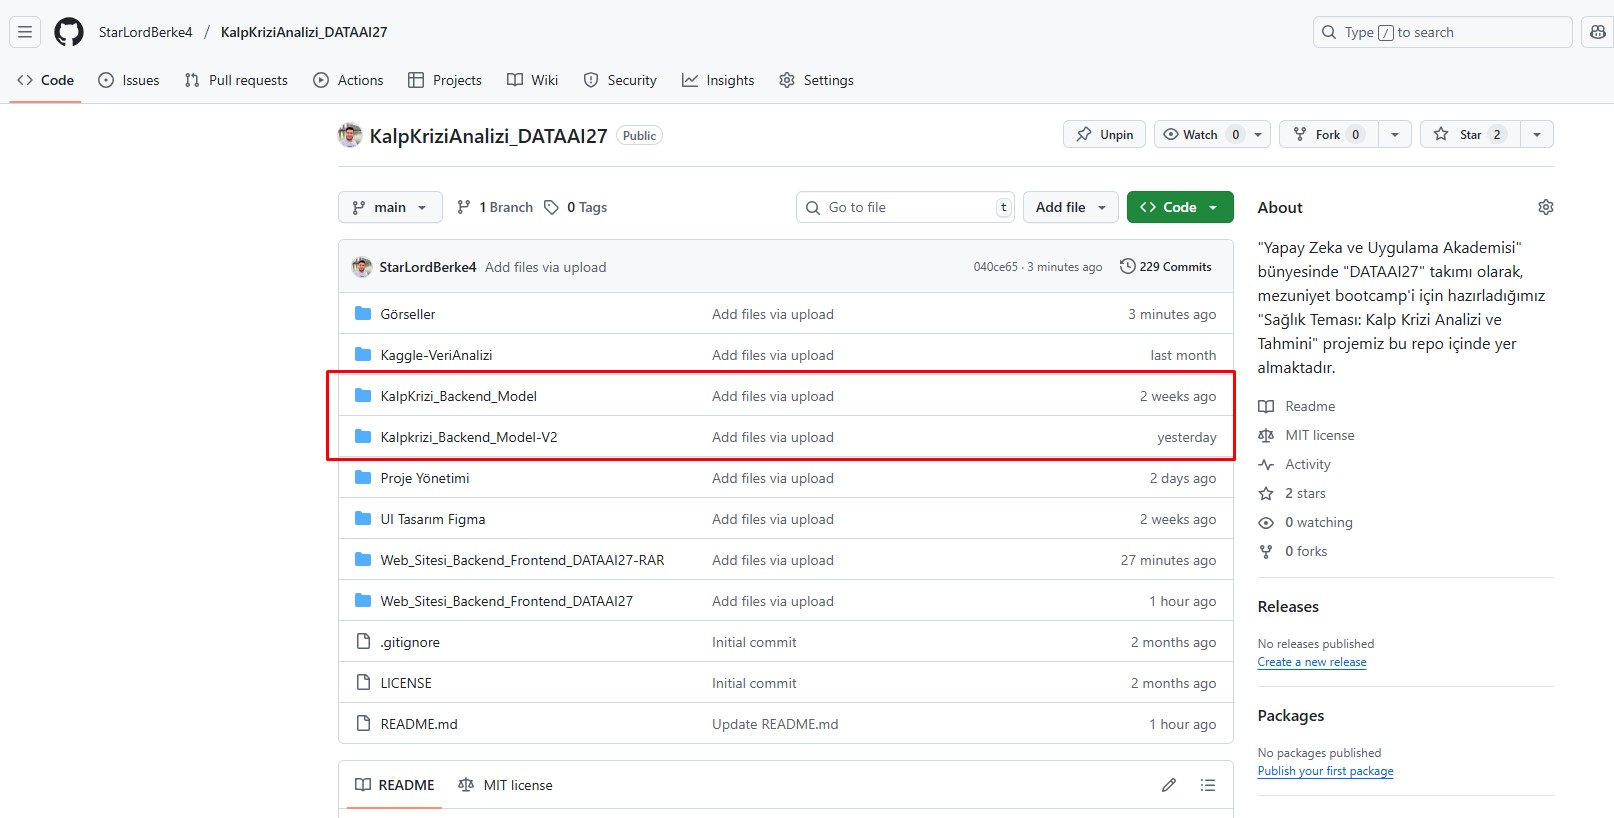 StarLordBerke4 / KalpKriziAnalizi_DATAAI27
Type / to search
Code Issues Pull requests Actions Projects Wiki Security Insights Settings
KalpKriziAnalizi_DATAAI27 Public
Unpin Watch 0 Fork 0 Star 2
main 1 Branch 0 Tags Go to file t Add file Code
StarLordBerke4 Add files via upload 040ce65 · 3 minutes ago 229 Commits
Görseller Add files via upload 3 minutes ago
Kaggle-VeriAnalizi Add files via upload last month
KalpKrizi_Backend_Model Add files via upload 2 weeks ago
Kalpkrizi_Backend_Model-V2 Add files via upload yesterday
Proje Yönetimi Add files via upload 2 days ago
UI Tasarım Figma Add files via upload 2 weeks ago
Web_Sitesi_Backend_Frontend_DATAAI27-RAR Add files via upload 27 minutes ago
Web_Sitesi_Backend_Frontend_DATAAI27 Add files via upload 1 hour ago
.gitignore Initial commit 2 months ago
LICENSE Initial commit 2 months ago
README.md Update README.md 1 hour ago
README MIT license
About
"Yapay Zeka ve Uygulama Akademisi"
bünyesinde "DATAAI27" takımı olarak,
mezuniyet bootcamp'i için hazırladığımız
"Sağlık Teması: Kalp Krizi Analizi ve
Tahmini" projemiz bu repo içinde yer
almaktadır.
Readme
MIT license
Activity
2 stars
0 watching
0 forks
Releases
No releases published
Create a new release
Packages
No packages published
Publish your first package